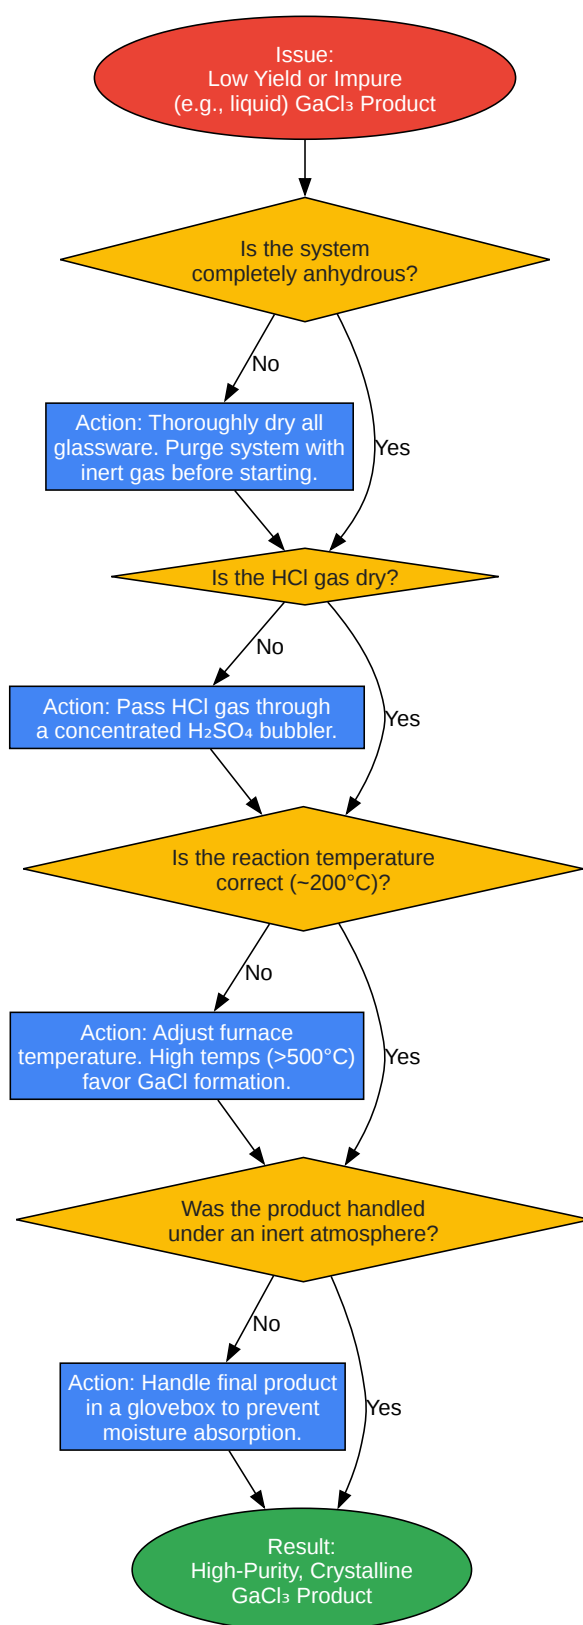 Issue:
Low Yield or Impure
(e.g., liquid) GaCl₃ Product
Is the system
completely anhydrous?
No
Yes
Action: Thoroughly dry all
glassware. Purge system with
inert gas before starting.
Is the HCl gas dry?
No
Yes
Action: Pass HCl gas through
a concentrated H₂SO₄ bubbler.
Is the reaction temperature
correct (~200°C)?
No
Yes
Action: Adjust furnace
temperature. High temps (>500°C)
favor GaCl formation.
Was the product handled
under an inert atmosphere?
No
Yes
Action: Handle final product
in a glovebox to prevent
moisture absorption.
Result:
High-Purity, Crystalline
GaCl₃ Product